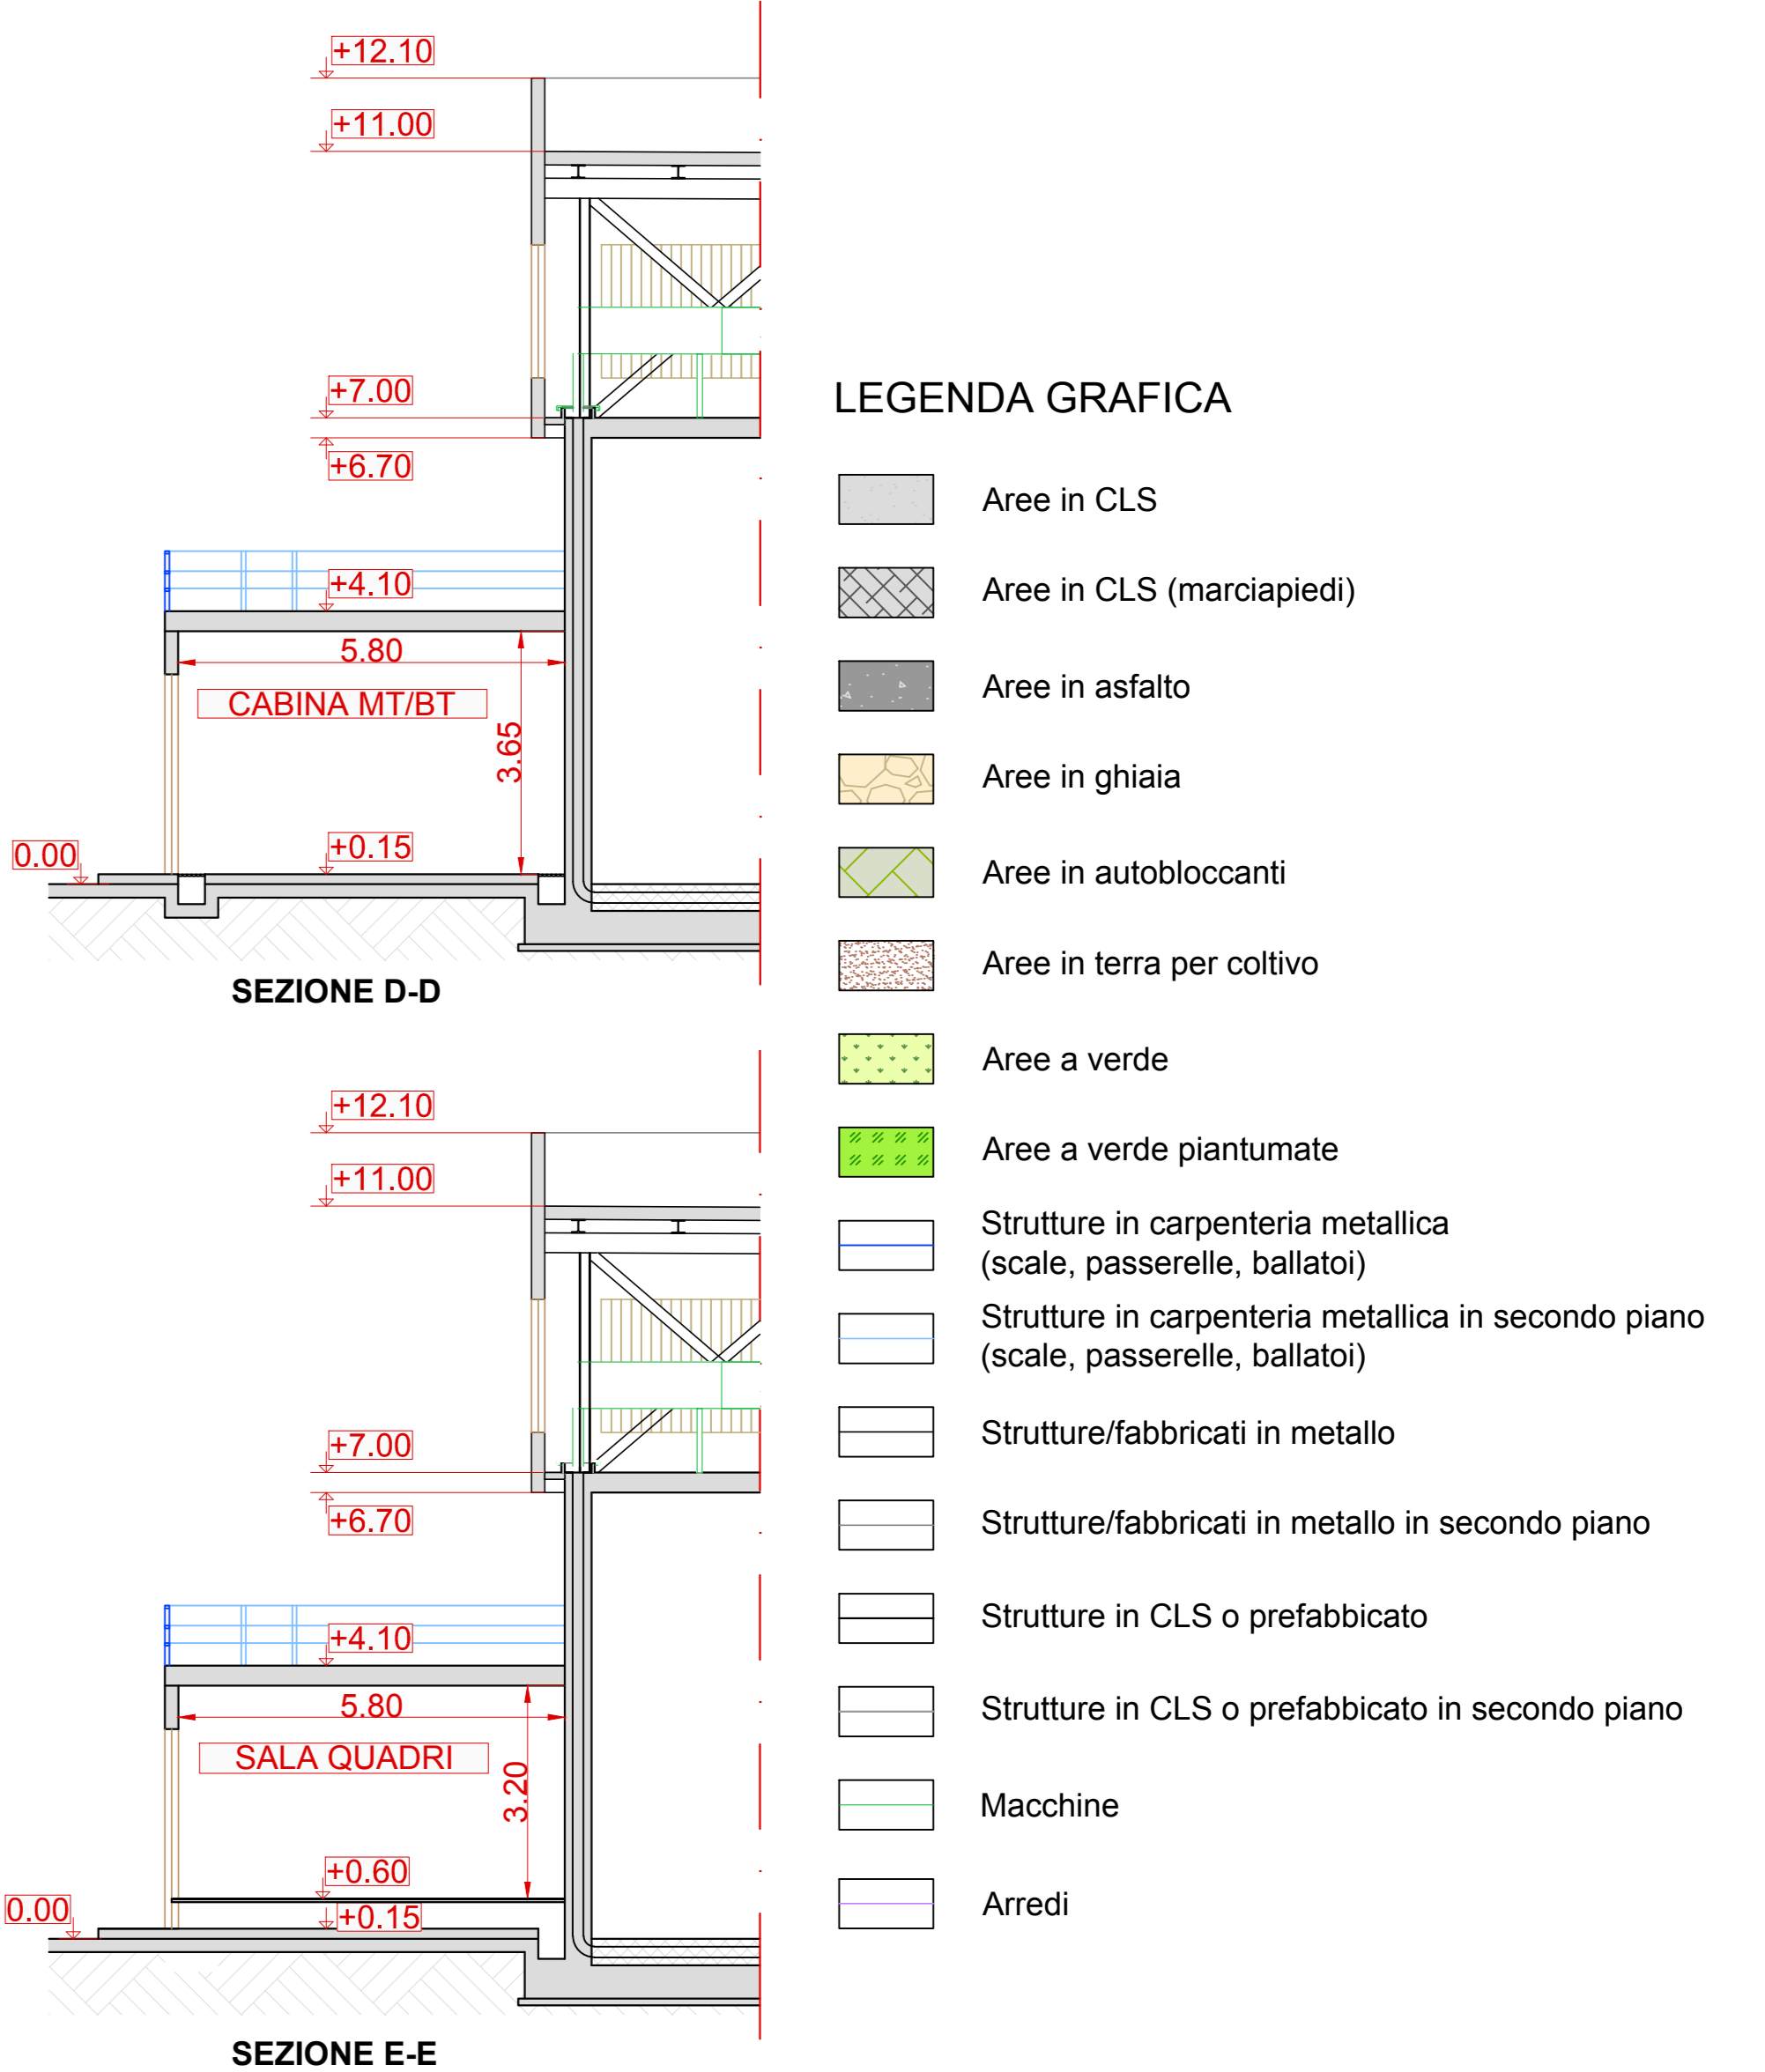 +12.10
+11.00
+7.00
+6.70
+4.10
5.80
CABINA MT/BT
3.65
+0.15
0.00
SEZIONE D-D
+12.10
+11.00
+7.00
+6.70
+4.10
5.80
SALA QUADRI
3.20
+0.60
0.00
+0.15
SEZIONE E-E
LEGENDA GRAFICA
Aree in CLS
Aree in CLS (marciapiedi)
Aree in asfalto
Aree in ghiaia
Aree in autobloccanti
Aree in terra per coltivo
Aree a verde
Aree a verde piantumate
Strutture in carpenteria metallica
(scale, passerelle, ballatoi)
Strutture in carpenteria metallica in secondo piano
(scale, passerelle, ballatoi)
Strutture/fabbricati in metallo
Strutture/fabbricati in metallo in secondo piano
Strutture in CLS o prefabbicato
Strutture in CLS o prefabbicato in secondo piano
Macchine
Arredi